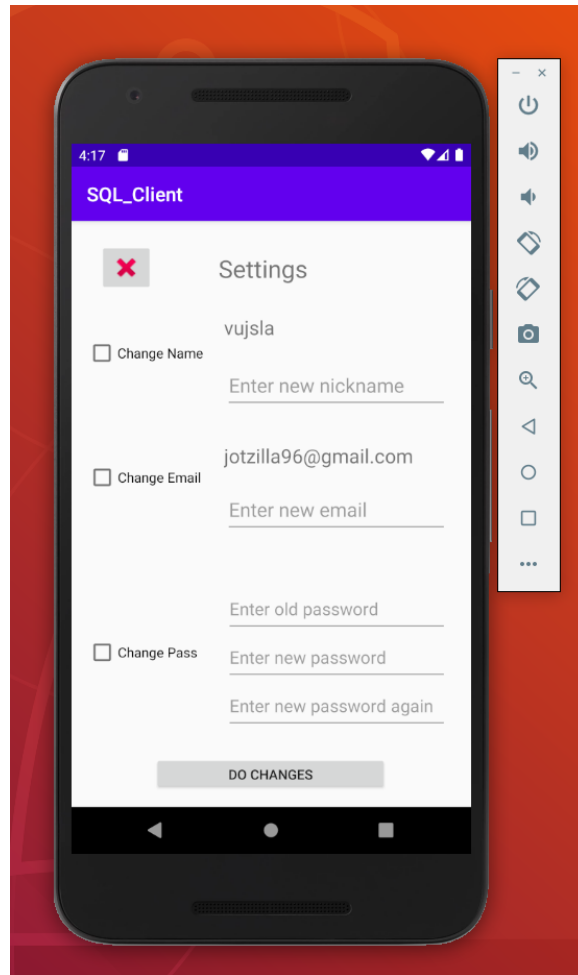 4:17
SQL_Client
Settings
vujsla
Change Name
Enter new nickname
jotzilla96@gmail.com
Change Email
Enter new email
Enter old password
Change Pass
Enter new password
Enter new password again
DO CHANGES